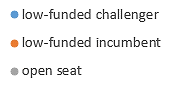 low-funded challenger
low-funded incumbent
open seat